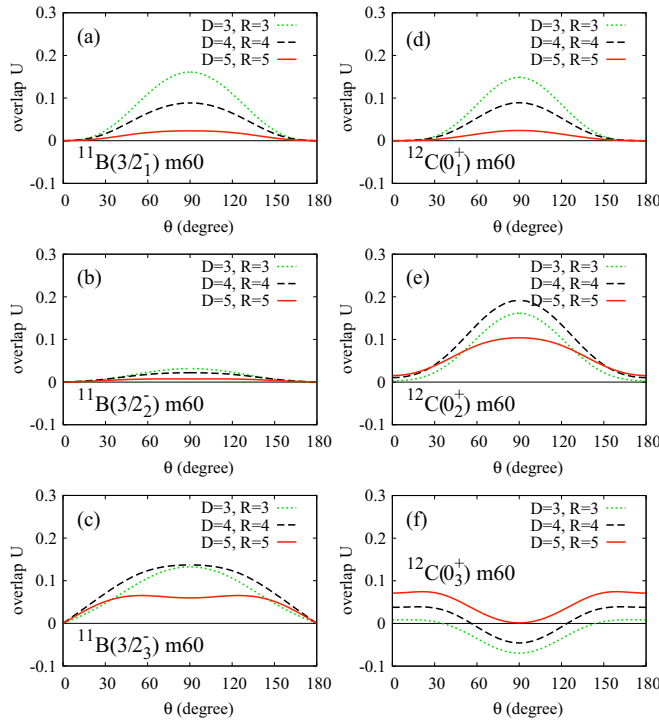 (a)
D=3, R=3
D=4, R=4
D=5, R=5
overlap U
0.3
0.2
0.1
0
-0.1
¹¹B(3/2₁⁻) m60
0 30 60 90 120 150 180
θ (degree)
(d)
D=3, R=3
D=4, R=4
D=5, R=5
overlap U
0.3
0.2
0.1
0
-0.1
¹²C(0₁⁺) m60
0 30 60 90 120 150 180
θ (degree)
(b)
D=3, R=3
D=4, R=4
D=5, R=5
overlap U
0.3
0.2
0.1
0
-0.1
¹¹B(3/2₂⁻) m60
0 30 60 90 120 150 180
θ (degree)
(e)
D=3, R=3
D=4, R=4
D=5, R=5
overlap U
0.3
0.2
0.1
0
-0.1
¹²C(0₂⁺) m60
0 30 60 90 120 150 180
θ (degree)
(c)
D=3, R=3
D=4, R=4
D=5, R=5
overlap U
0.3
0.2
0.1
0
-0.1
¹¹B(3/2₃⁻) m60
0 30 60 90 120 150 180
θ (degree)
(f)
D=3, R=3
D=4, R=4
D=5, R=5
overlap U
0.3
0.2
0.1
0
-0.1
¹²C(0₃⁺) m60
0 30 60 90 120 150 180
θ (degree)